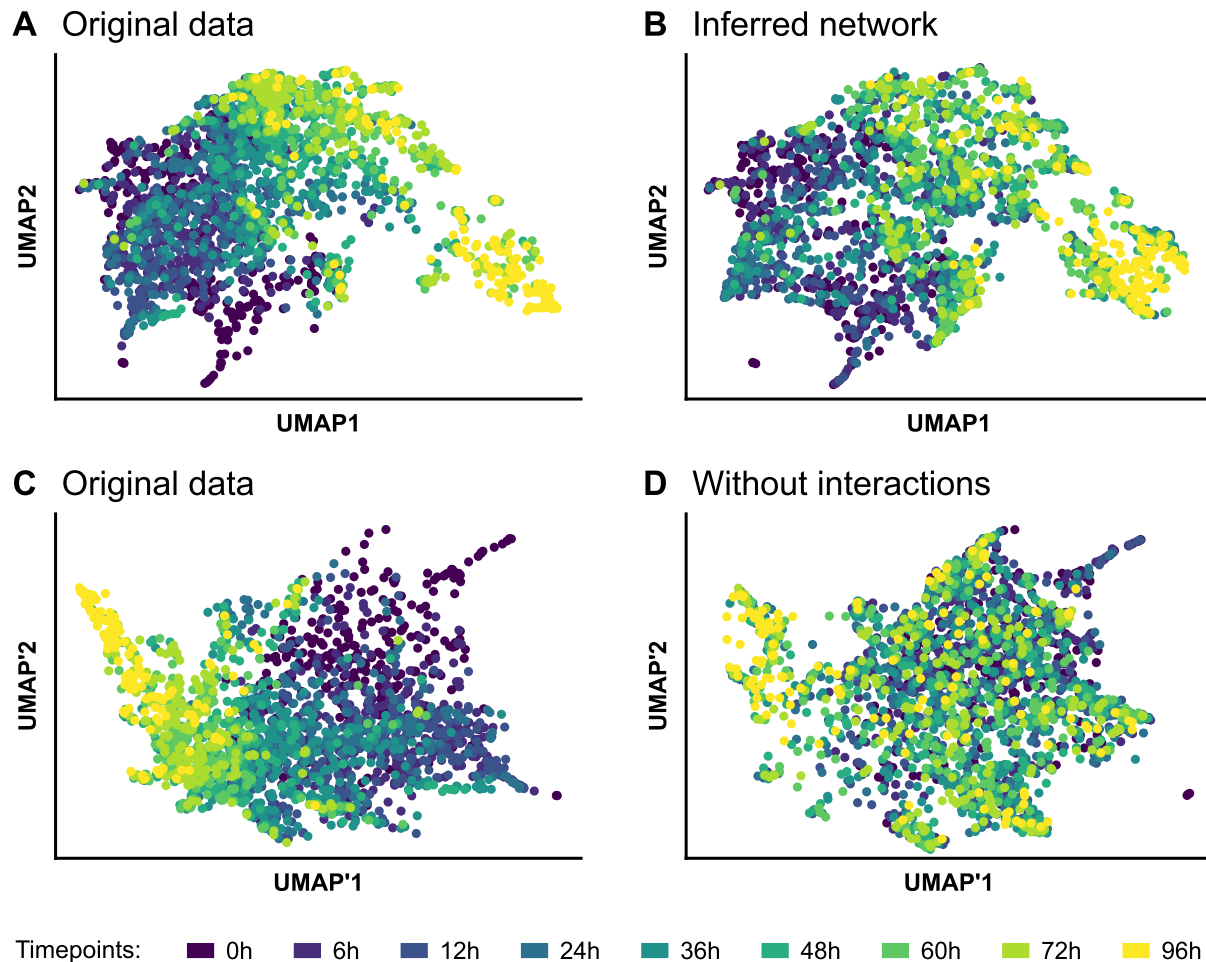 A Original data
B Inferred network
UMAP2
UMAP1
UMAP2
UMAP1
C Original data
D Without interactions
UMAP'2
UMAP'1
UMAP'2
UMAP'1
Timepoints: 0h 6h 12h 24h 36h 48h 60h 72h 96h